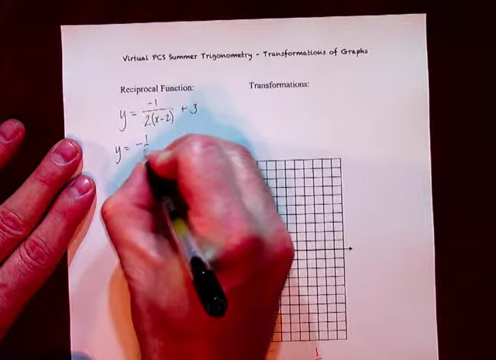 Virtual PCS Summer Trigonometry - Transformations of Graphs
Reciprocal Function: Transformations:
y = -1/2(x-2) + 3
y = -1